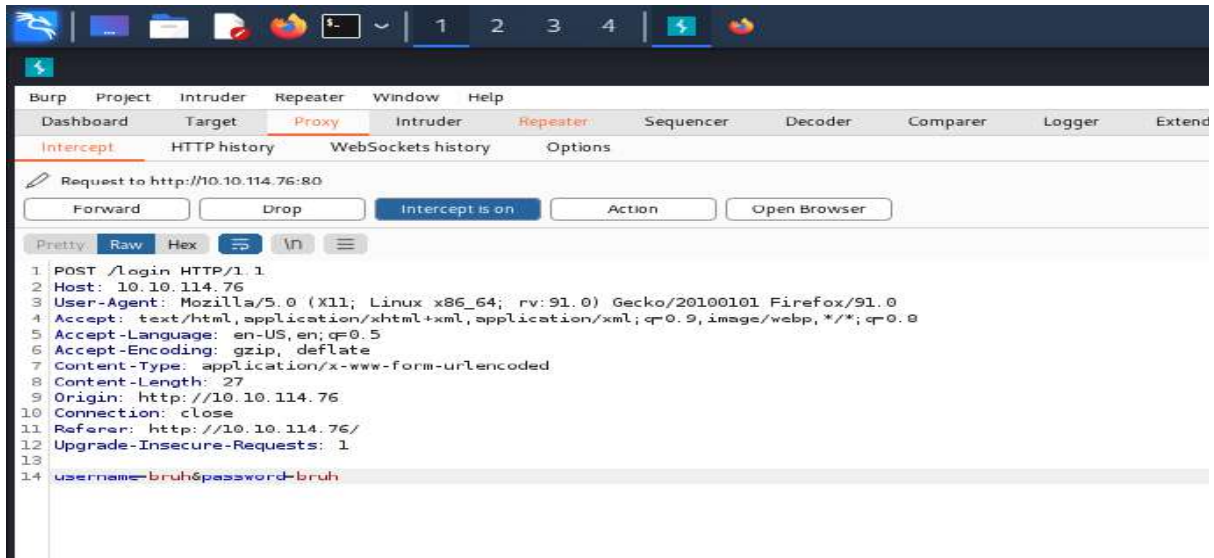 1 2 3 4
Burp Project Intruder Repeater Window Help
Dashboard Target Proxy Intruder Repeater Sequencer Decoder Comparer Logger Extend
Intercept HTTP history WebSockets history Options
Request to http://10.10.114.76:80
Forward Drop Intercept is on Action Open Browser
Pretty Raw Hex \n
1 POST /login HTTP/1.1
2 Host: 10.10.114.76
3 User-Agent: Mozilla/5.0 (X11; Linux x86_64; rv:91.0) Gecko/20100101 Firefox/91.0
4 Accept: text/html,application/xhtml+xml,application/xml;q=0.9,image/webp,*/*;q=0.8
5 Accept-Language: en-US,en;q=0.5
6 Accept-Encoding: gzip, deflate
7 Content-Type: application/x-www-form-urlencoded
8 Content-Length: 27
9 Origin: http://10.10.114.76
10 Connection: close
11 Referer: http://10.10.114.76/
12 Upgrade-Insecure-Requests: 1
13
14 username=bruh&password=bruh